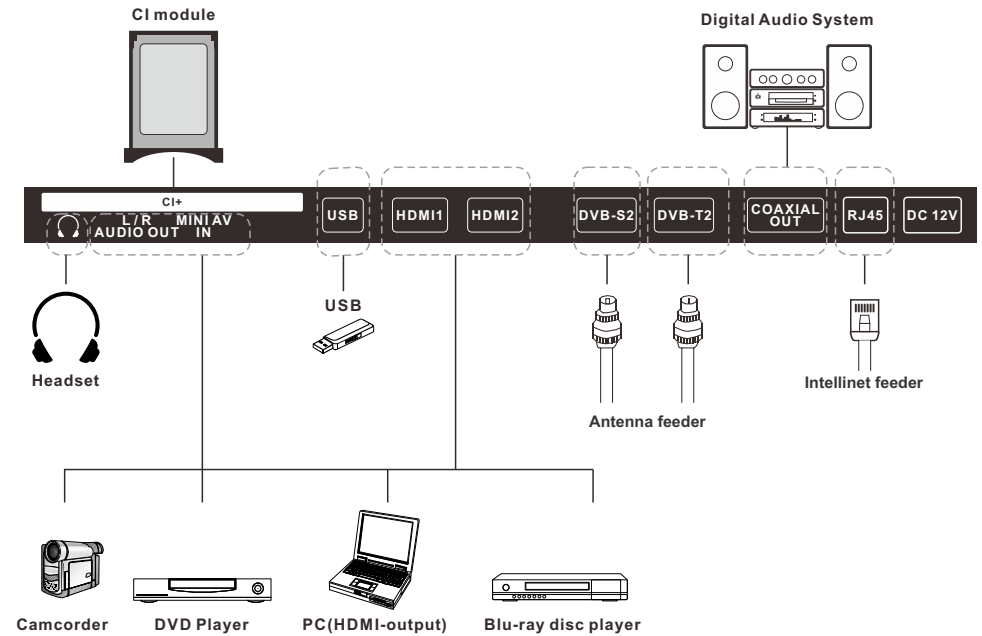 CI module
Digital Audio System
CI+
L / R
AUDIO OUT
MINI AV
IN
USB
HDMI1
HDMI2
DVB-S2
DVB-T2
COAXIAL
OUT
RJ45
DC 12V
USB
Headset
Antenna feeder
Intellinet feeder
Camcorder
DVD Player
PC(HDMI-output)
Blu-ray disc player